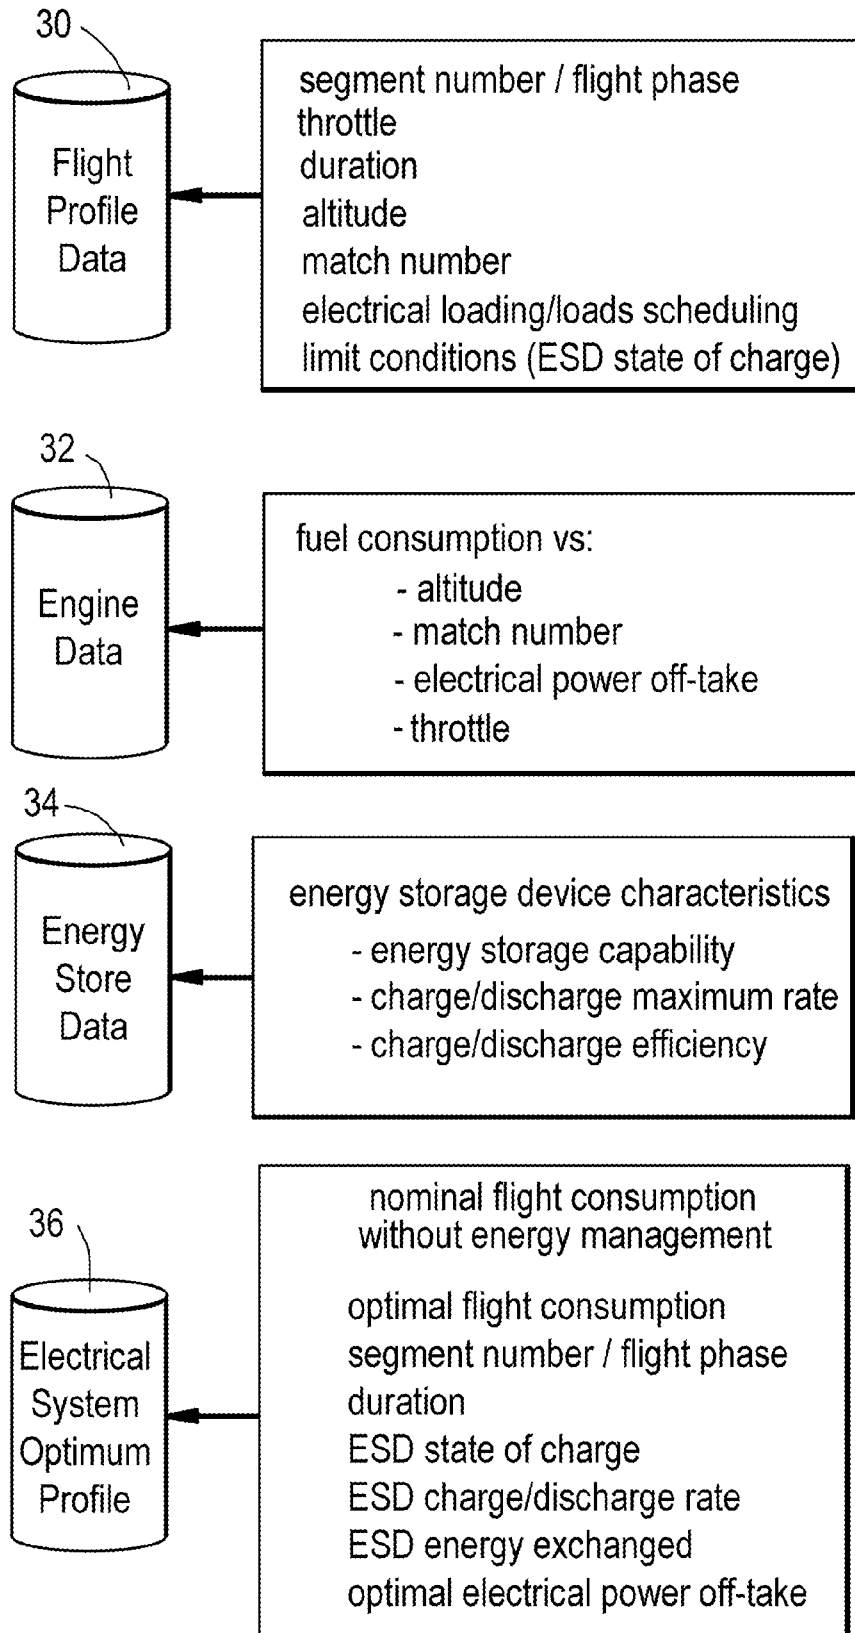 30
Flight
Profile
Data
segment number / flight phase
throttle
duration
altitude
match number
electrical loading/loads scheduling
limit conditions (ESD state of charge)
32
Engine
Data
fuel consumption vs:
- altitude
- match number
- electrical power off-take
- throttle
34
Energy
Store
Data
energy storage device characteristics
- energy storage capability
- charge/discharge maximum rate
- charge/discharge efficiency
36
Electrical
System
Optimum
Profile
nominal flight consumption
without energy management
optimal flight consumption
segment number / flight phase
duration
ESD state of charge
ESD charge/discharge rate
ESD energy exchanged
optimal electrical power off-take